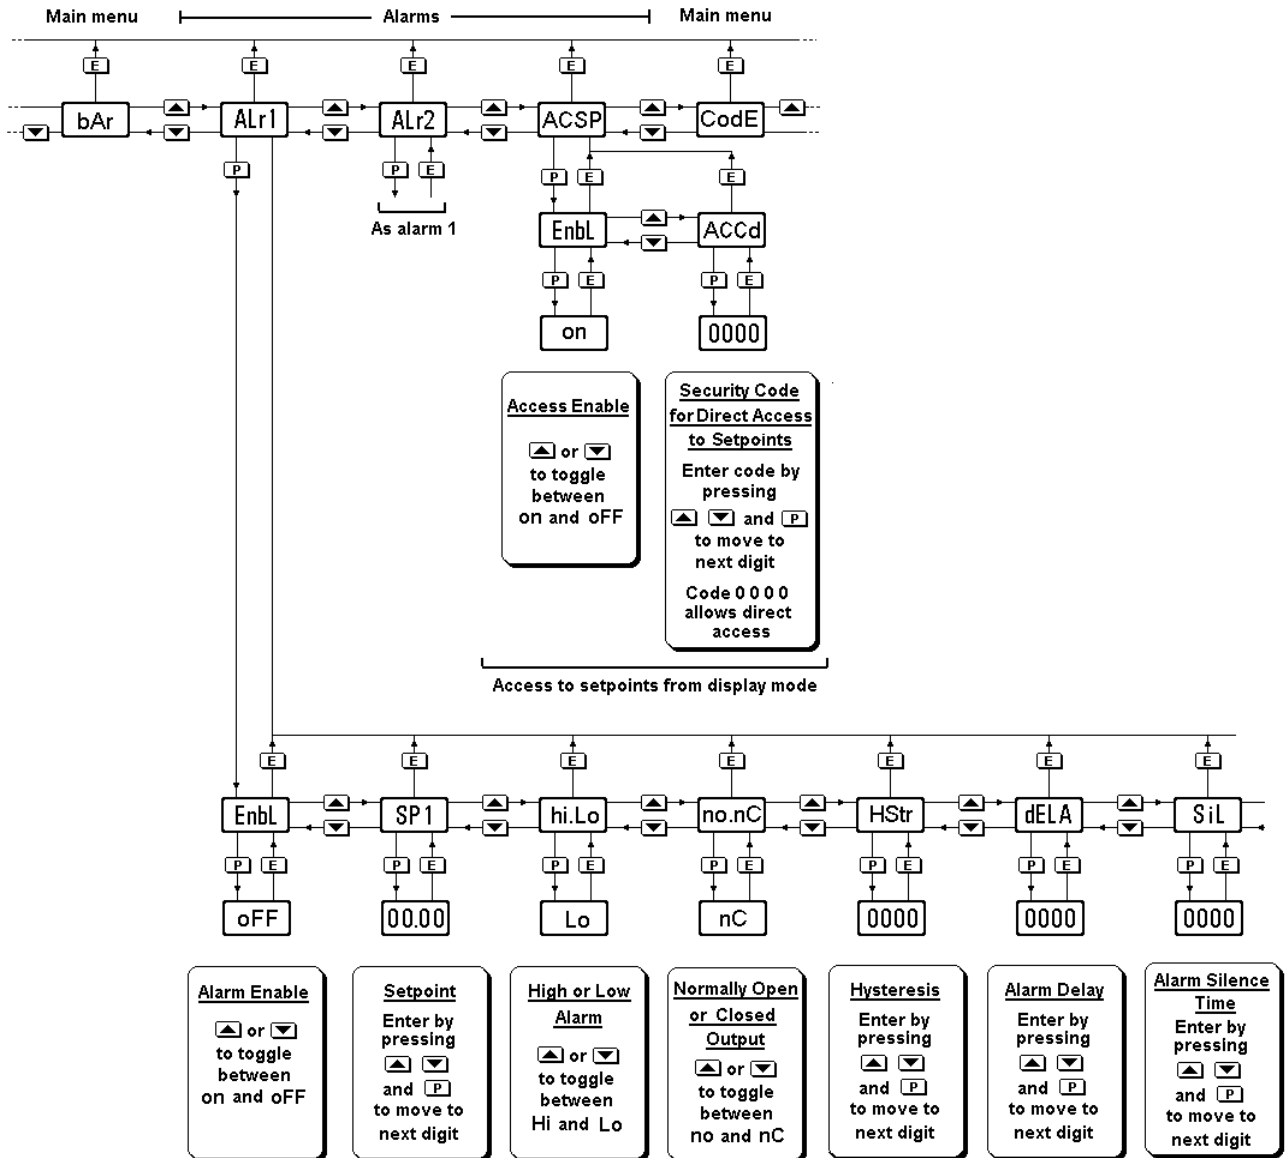 Main menu Alarms Main menu
E E E E E
bAr ALr1 ALr2 ACSP CodE
P P E P E E
As alarm 1
EnbL ACCd
P E P E
on 0000
Access Enable
or
to toggle
between
on and oFF
Security Code
for Direct Access
to Setpoints
Enter code by
pressing
and P
to move to
next digit
Code 0 0 0 0
allows direct
access
Access to setpoints from display mode
E E E E E E E
EnbL SP1 hi.Lo no.nC HStr dELA SiL
P E P E P E P E P E P E P E
oFF 00.00 Lo nC 0000 0000 0000
Alarm Enable
or
to toggle
between
on and oFF
Setpoint
Enter by
pressing
and P
to move to
next digit
High or Low
Alarm
or
to toggle
between
Hi and Lo
Normally Open
or Closed
Output
or
to toggle
between
no and nC
Hysteresis
Enter by
pressing
and P
to move to
next digit
Alarm Delay
Enter by
pressing
and P
to move to
next digit
Alarm Silence
Time
Enter by
pressing
and P
to move to
next digit